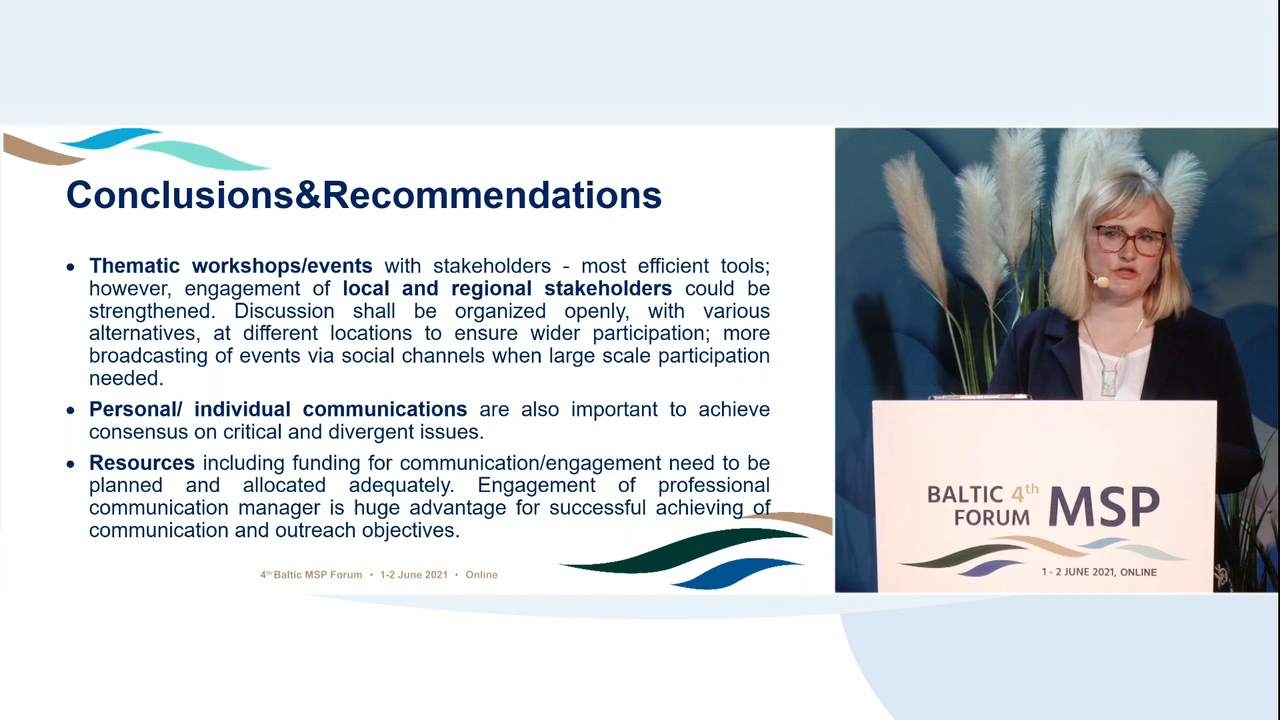 Conclusions&Recommendations
• Thematic workshops/events with stakeholders - most efficient tools;
however, engagement of local and regional stakeholders could be
strengthened. Discussion shall be organized openly, with various
alternatives, at different locations to ensure wider participation; more
broadcasting of events via social channels when large scale participation
needed.
• Personal/ individual communications are also important to achieve
consensus on critical and divergent issues.
• Resources including funding for communication/engagement need to be
planned and allocated adequately. Engagement of professional
communication manager is huge advantage for successful achieving of
communication and outreach objectives.
4th Baltic MSP Forum • 1-2 June 2021 • Online
BALTIC 4th
FORUM MSP
1 - 2 JUNE 2021, ONLINE